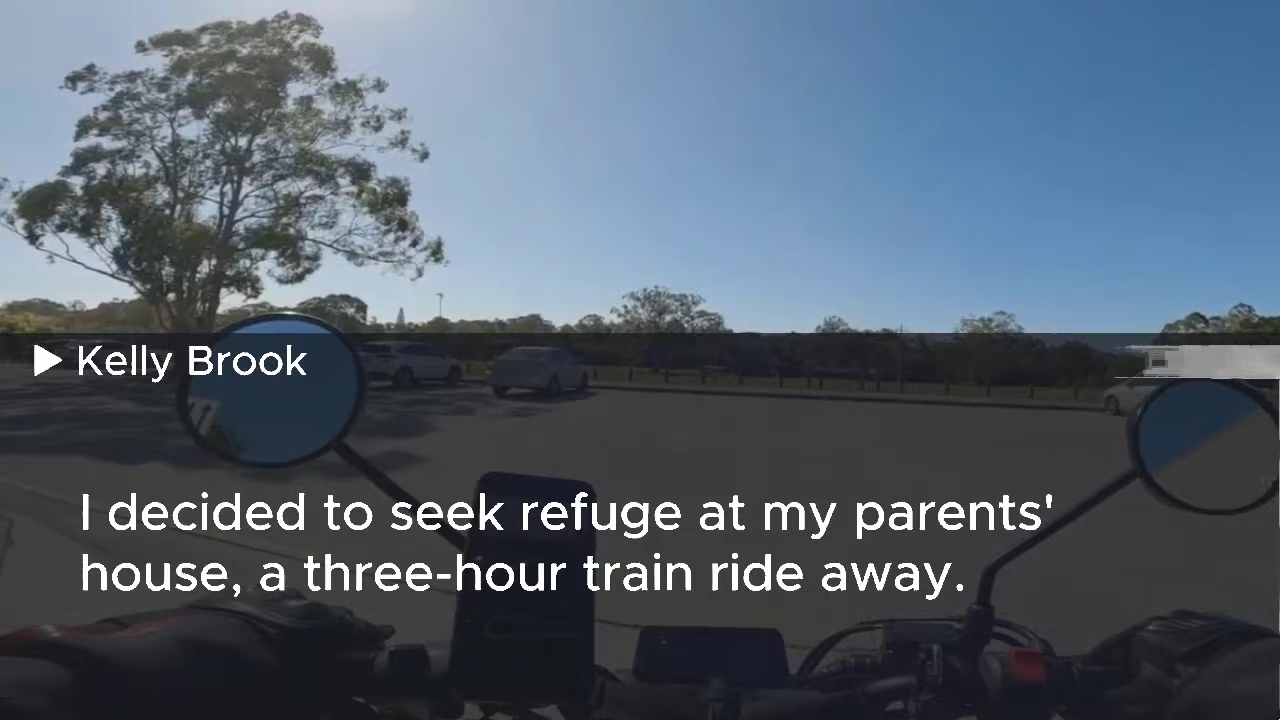 Kelly Brook
I decided to seek refuge at my parents'
house, a three-hour train ride away.